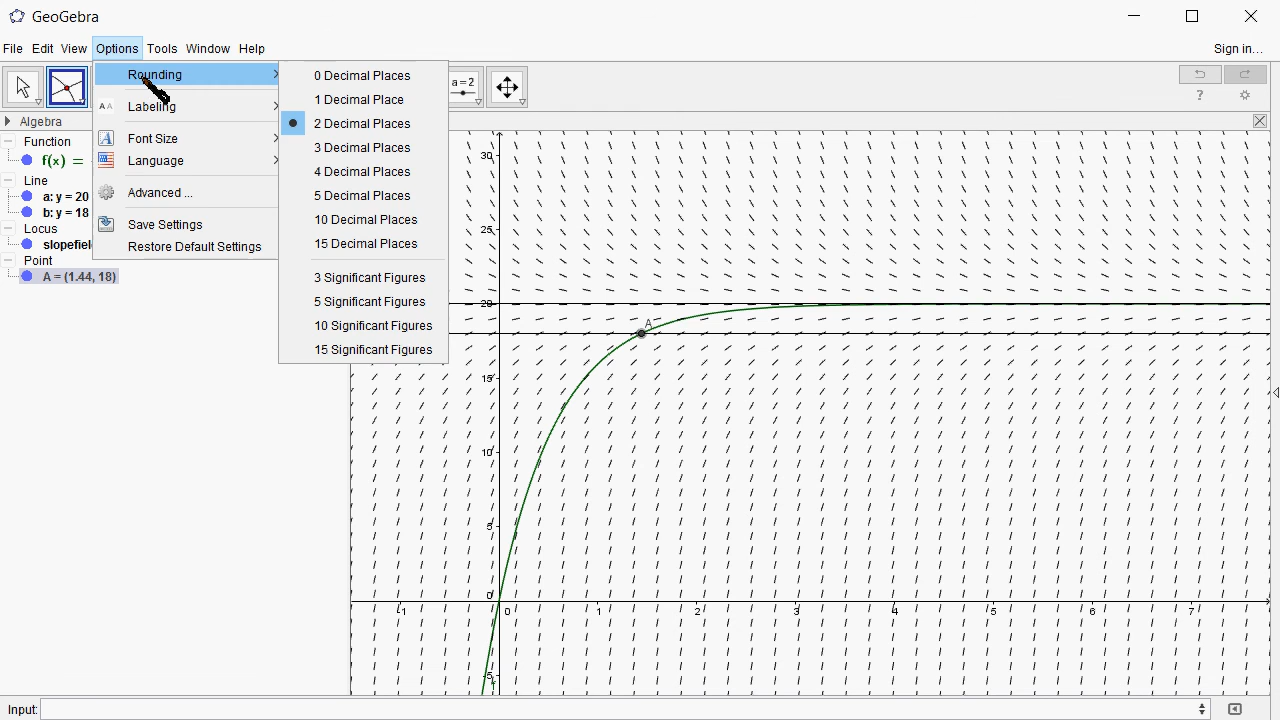 GeoGebra
File Edit View Options Tools Window Help Sign in...
Rounding
Labeling
Font Size
Language
Advanced ...
Save Settings
Restore Default Settings
0 Decimal Places
1 Decimal Place
2 Decimal Places
3 Decimal Places
4 Decimal Places
5 Decimal Places
10 Decimal Places
15 Decimal Places
3 Significant Figures
5 Significant Figures
10 Significant Figures
15 Significant Figures
a=2
?
Algebra
Function
f(x) =
Line
a: y = 20
b: y = 18
Locus
slopefiel
Point
A = (1.44, 18)
30
25
20
A
15
10
5
0
-1 0 1 2 3 4 5 6 7
-5
Input: